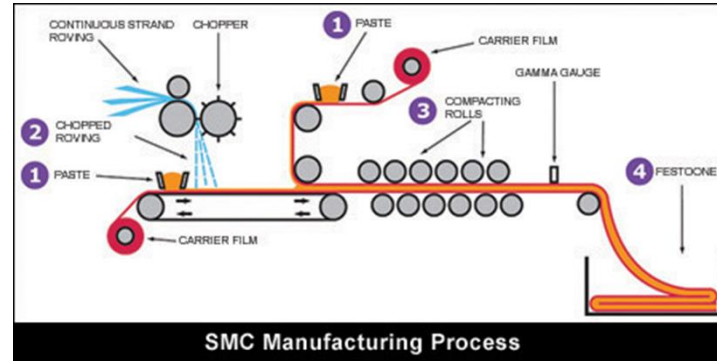 CONTINUOUS STRAND
ROVING
CHOPPER
1 PASTE
CARRIER FILM
GAMMA GAUGE
3 COMPACTING
ROLLS
2 CHOPPED
ROVING
1 PASTE
4 FESTOONE
CARRIER FILM
SMC Manufacturing Process